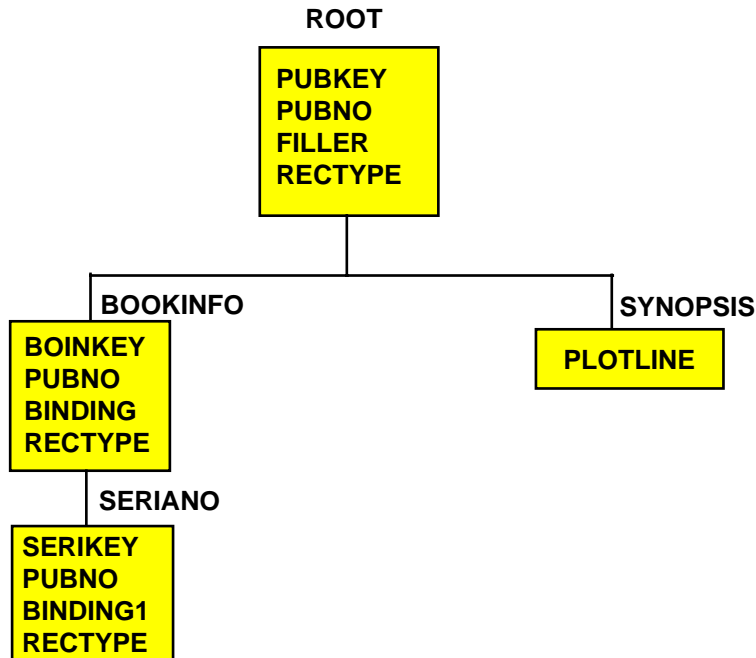 ROOT
PUBKEY
PUBNO
FILLER
RECTYPE
BOOKINFO
BOINKEY
PUBNO
BINDING
RECTYPE
SYNOPSIS
PLOTLINE
SERIANO
SERIKEY
PUBNO
BINDING1
RECTYPE